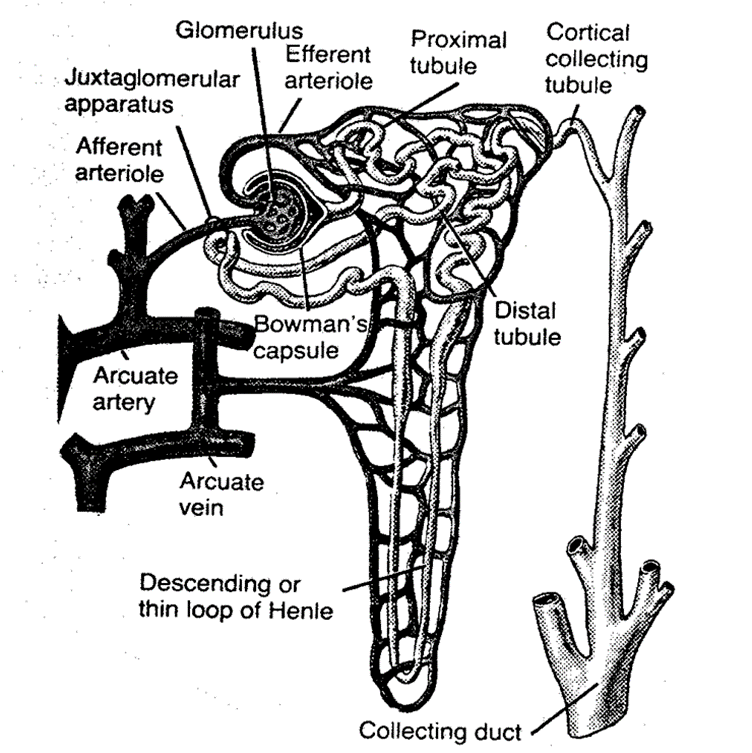 Glomerulus
Efferent
arteriole
Proximal
tubule
Cortical
collecting
tubule
Juxtaglomerular
apparatus
Afferent
arteriole
Bowman's
capsule
Distal
tubule
Arcuate
artery
Arcuate
vein
Descending or
thin loop of Henle
Collecting duct